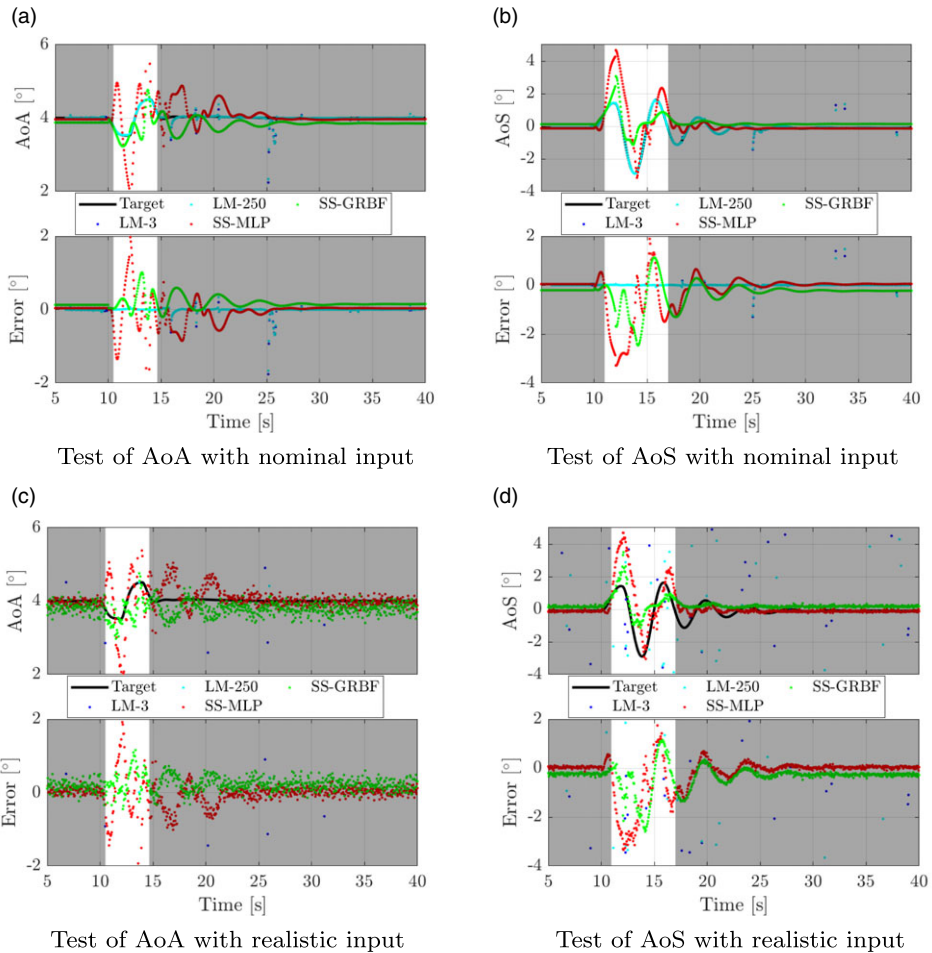 (a)
(b)
6
4
2
AoA [°]
4
2
0
-2
-4
AoS [°]
Target LM-250 SS-GRBF
LM-3 SS-MLP
Target LM-250 SS-GRBF
LM-3 SS-MLP
2
0
-2
Error [°]
2
0
-2
-4
Error [°]
5 10 15 20 25 30 35 40
5 10 15 20 25 30 35 40
Time [s]
Time [s]
Test of AoA with nominal input
Test of AoS with nominal input
(c)
(d)
6
4
2
AoA [°]
4
2
0
-2
-4
AoS [°]
Target LM-250 SS-GRBF
LM-3 SS-MLP
Target LM-250 SS-GRBF
LM-3 SS-MLP
2
0
-2
Error [°]
2
0
-2
-4
Error [°]
5 10 15 20 25 30 35 40
5 10 15 20 25 30 35 40
Time [s]
Time [s]
Test of AoA with realistic input
Test of AoS with realistic input